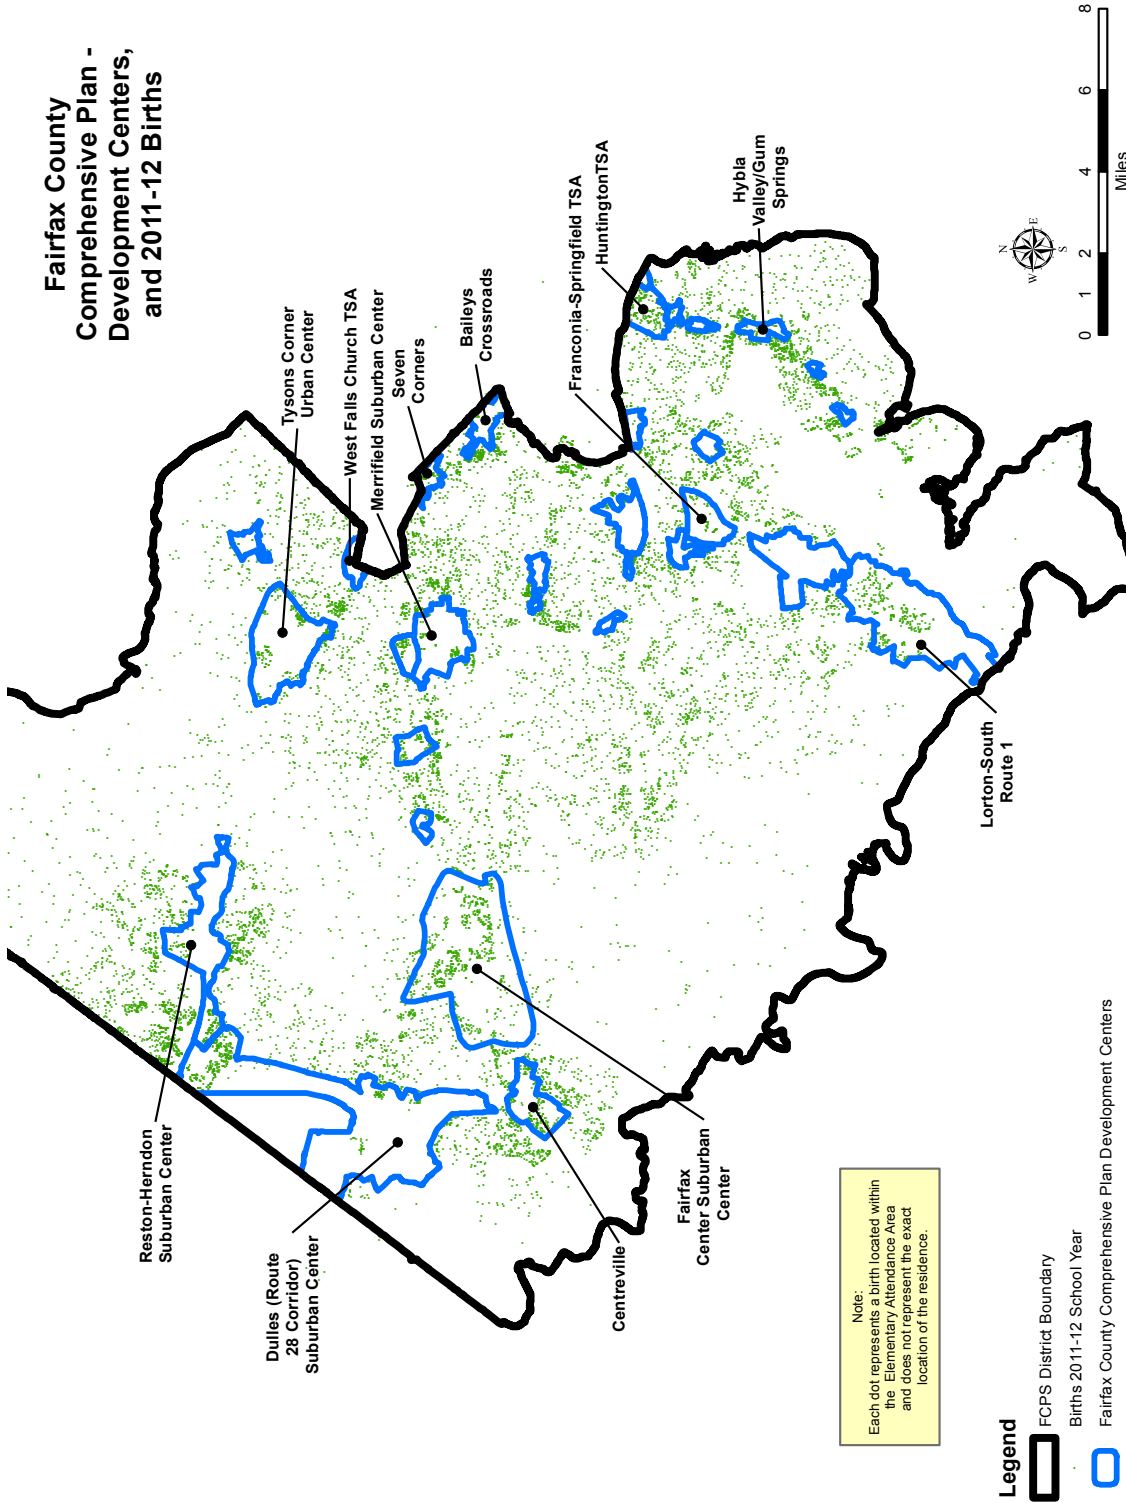 Fairfax County
Comprehensive Plan -
Development Centers,
and 2011-12 Births
Tysons Corner
Urban Center
West Falls Church TSA
Merrifield Suburban Center
Seven
Corners
Baileys
Crossroads
Franconia-Springfield TSA
HuntingtonTSA
Hybla
Valley/Gum
Springs
Reston-Herndon
Suburban Center
Dulles (Route
28 Corridor)
Suburban Center
Centreville
Fairfax
Center Suburban
Center
Lorton-South
Route 1
N
W
E
S
0 1 2 4 6 8
Miles
Note:
Each dot represents a birth located within
the Elementary Attendance Area
and does not represent the exact
location of the residence.
Legend
FCPS District Boundary
Births 2011-12 School Year
Fairfax County Comprehensive Plan Development Centers